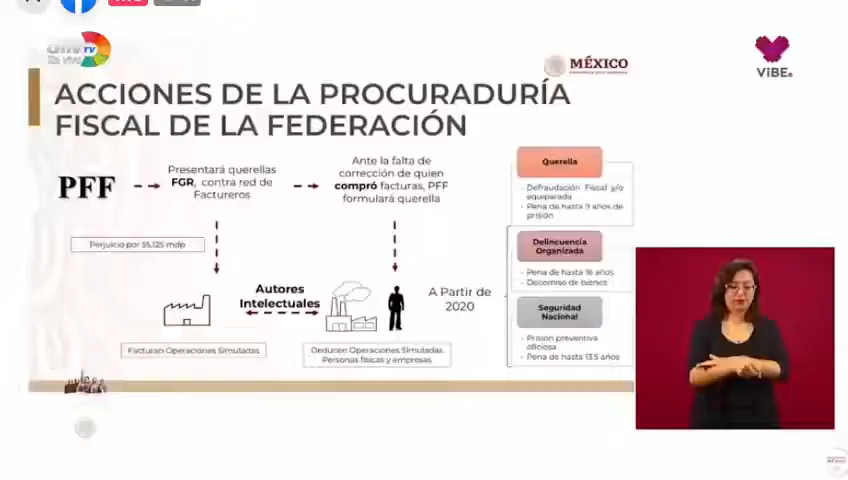 En vivo
TV
MÉXICO
ViBE
ACCIONES DE LA PROCURADURÍA
FISCAL DE LA FEDERACIÓN
PFF
Presentará querellas
FGR, contra red de
Factureros
Ante la falta de
corrección de quien
compró facturas, PFF
formulará querella
Querella
- Defraudación Fiscal y/o
equiparada
- Pena de hasta 9 años de
prisión
Perjuicio por 55,125 mdp
Delincuencia
Organizada
- Pena de hasta 16 años
- Decomiso de bienes
Autores
Intelectuales
A Partir de
2020
Seguridad
Nacional
- Prisión preventiva
oficiosa
- Pena de hasta 13.5 años
Facturan Operaciones Simuladas
Deducen Operaciones Simuladas
Personas físicas y empresas